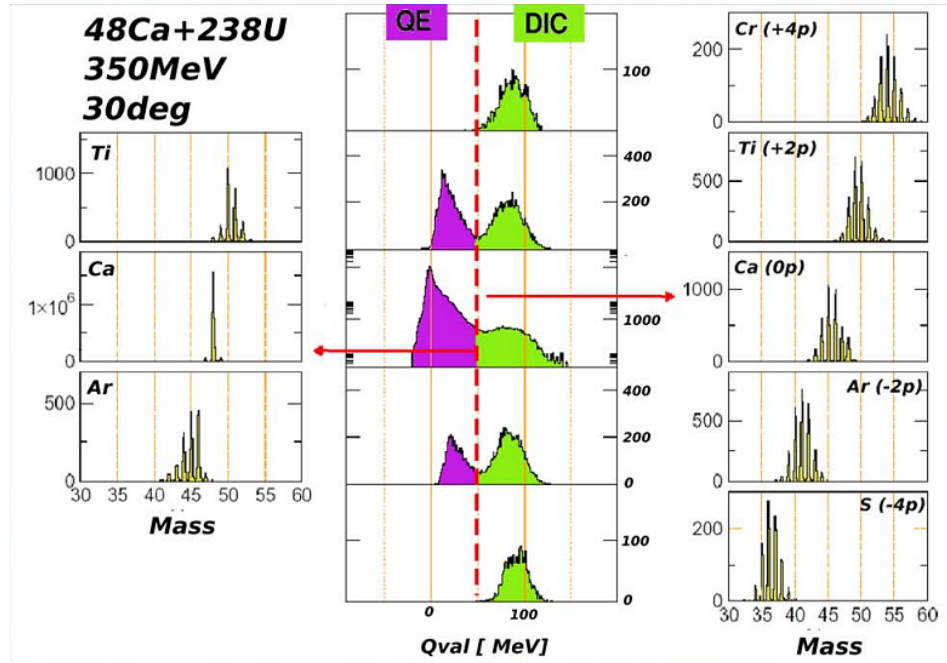 48Ca+238U
350MeV
30deg
Ti
1000
0
Ca
1×10⁶
0
Ar
500
0
30 35 40 45 50 55 60
Mass
QE
DIC
100
400
200
1000
400
200
0
100
0
0
100
Qval [ MeV]
Cr (+4p)
200
0
Ti (+2p)
500
0
Ca (0p)
1000
0
Ar (-2p)
500
0
S (-4p)
200
0
30 35 40 45 50 55 60
Mass